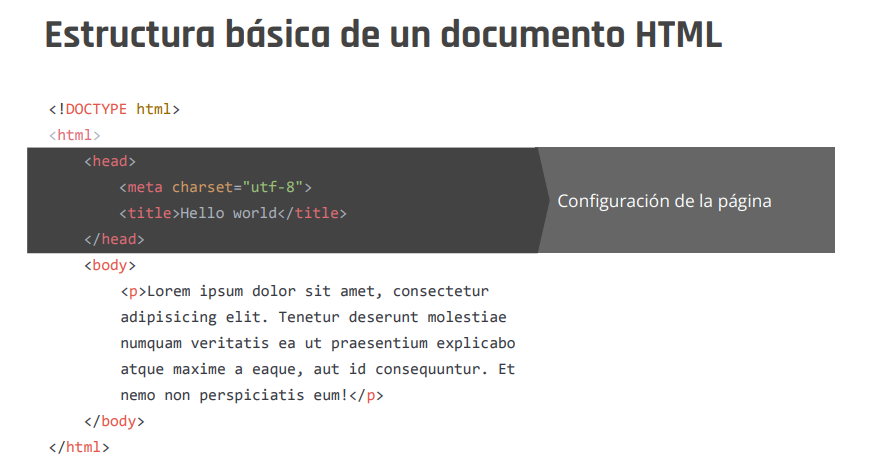 Estructura básica de un documento HTML
<!DOCTYPE html>
<html>
<head>
<meta charset="utf-8">
<title>Hello world</title>
Configuración de la página
</head>
<body>
<p>Lorem ipsum dolor sit amet, consectetur
adipisicing elit. Tenetur deserunt molestiae
numquam veritatis ea ut praesentium explicabo
atque maxime a eaque, aut id consequuntur. Et
nemo non perspiciatis eum!</p>
</body>
</html>